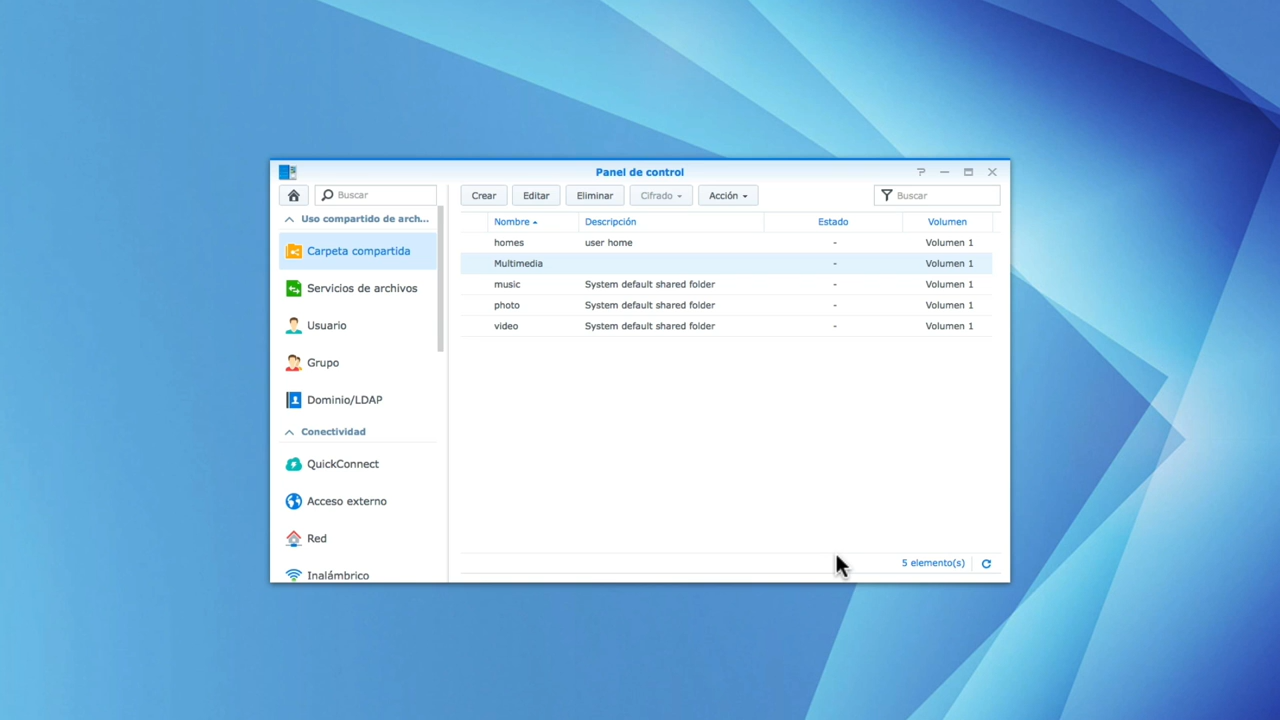 Panel de control
Buscar
Crear Editar Eliminar Cifrado Acción Buscar
Uso compartido de arch...
Carpeta compartida
Servicios de archivos
Usuario
Grupo
Dominio/LDAP
Conectividad
QuickConnect
Acceso externo
Red
Inalámbrico
Nombre Descripción Estado Volumen
homes user home - Volumen 1
Multimedia - Volumen 1
music System default shared folder - Volumen 1
photo System default shared folder - Volumen 1
video System default shared folder - Volumen 1
5 elemento(s)